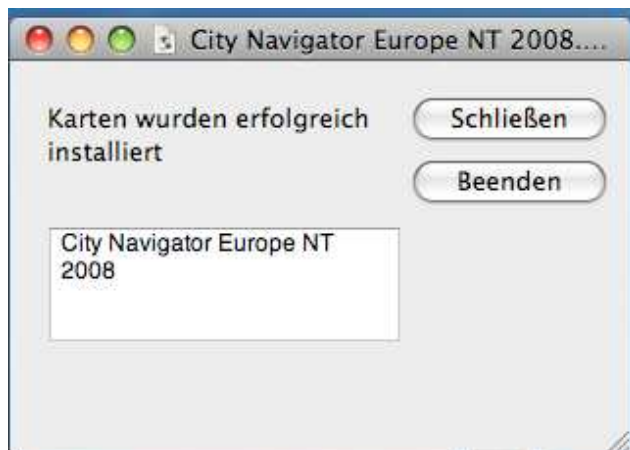 City Navigator Europe NT 2008....
Karten wurden erfolgreich
installiert
Schließen
Beenden
City Navigator Europe NT
2008